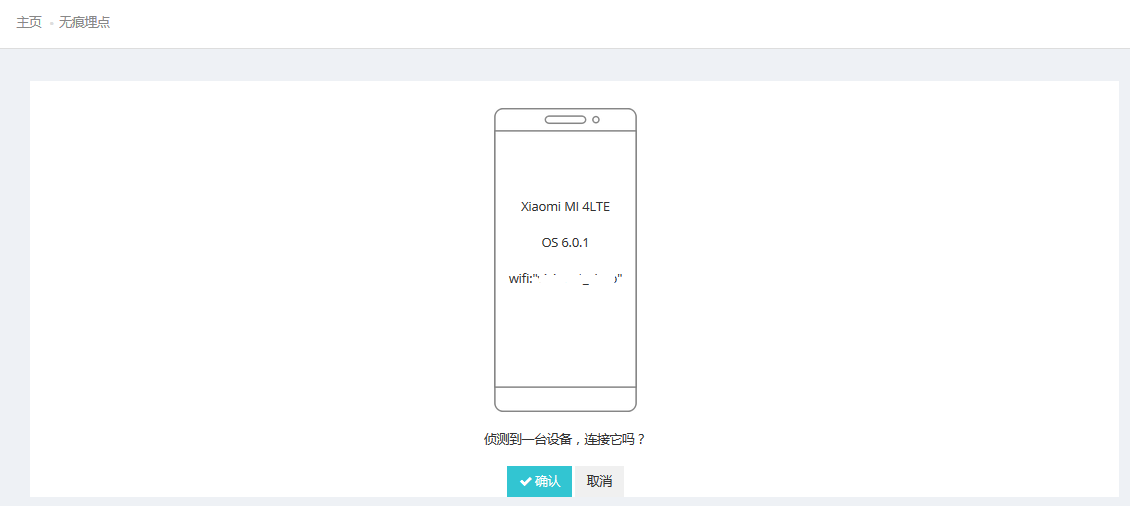 主页 • 无痕埋点
Xiaomi MI 4LTE
OS 6.0.1
wifi:"
侦测到一台设备，连接它吗？
确认 取消